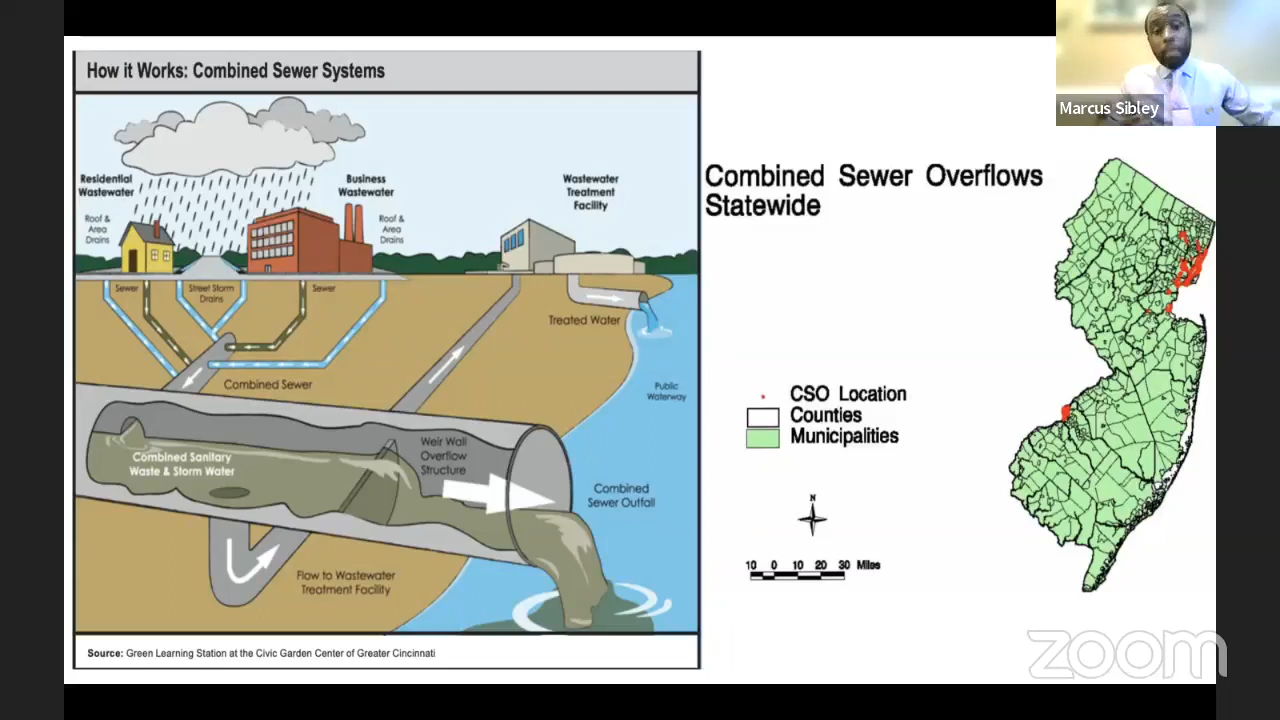 How it Works: Combined Sewer Systems
Residential
Wastewater
Roof &
Area
Drains
Business
Wastewater
Roof &
Area
Drains
Wastewater
Treatment
Facility
Sewer
Street Storm
Drains
Sewer
Treated Water
Combined Sewer
Public
Waterway
Combined Sanitary
Waste & Storm Water
Weir Wall
Overflow
Structure
Combined
Sewer Outfall
Flow to Wastewater
Treatment Facility
Source: Green Learning Station at the Civic Garden Center of Greater Cincinnati
Marcus Sibley
Combined Sewer Overflows
Statewide
CSO Location
Counties
Municipalities
N
10 0 10 20 30 Miles
zoom